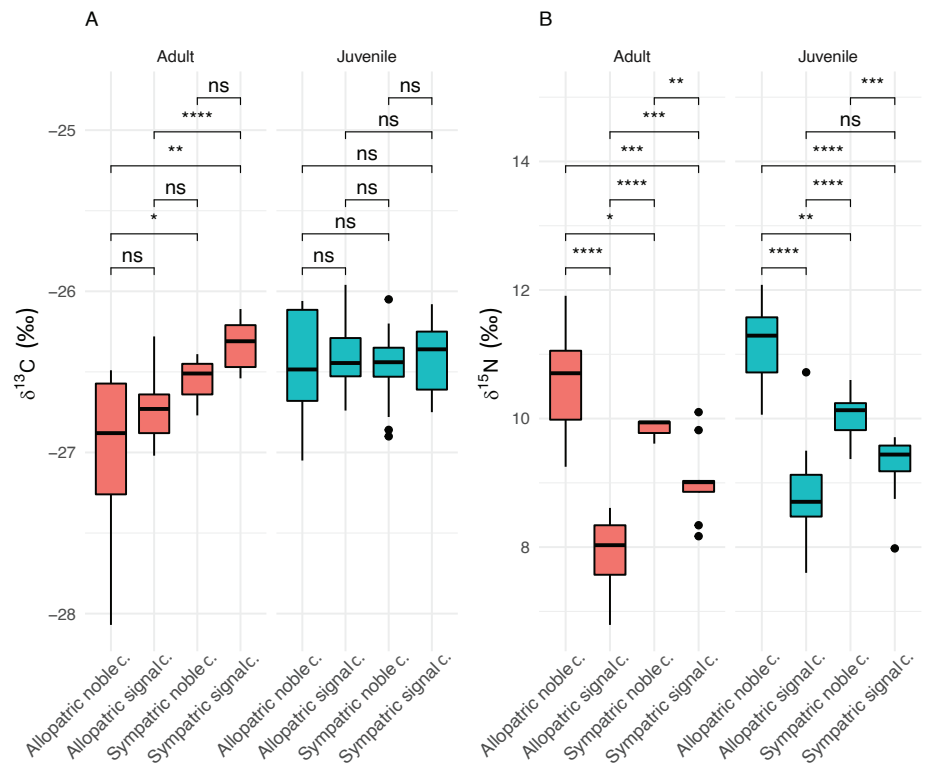 A
B
Adult
Juvenile
Adult
Juvenile
ns
****
**
ns
*
ns
ns
ns
ns
ns
ns
ns
**
***
***
****
*
****
***
ns
****
****
**
****
−25
−26
−27
−28
δ¹³C (‰)
14
12
10
8
δ¹⁵N (‰)
Allopatric noble c.
Allopatric signal c.
Sympatric noble c.
Sympatric signal c.
Allopatric noble c.
Allopatric signal c.
Sympatric noble c.
Sympatric signal c.
Allopatric noble c.
Allopatric signal c.
Sympatric noble c.
Sympatric signal c.
Allopatric noble c.
Allopatric signal c.
Sympatric noble c.
Sympatric signal c.